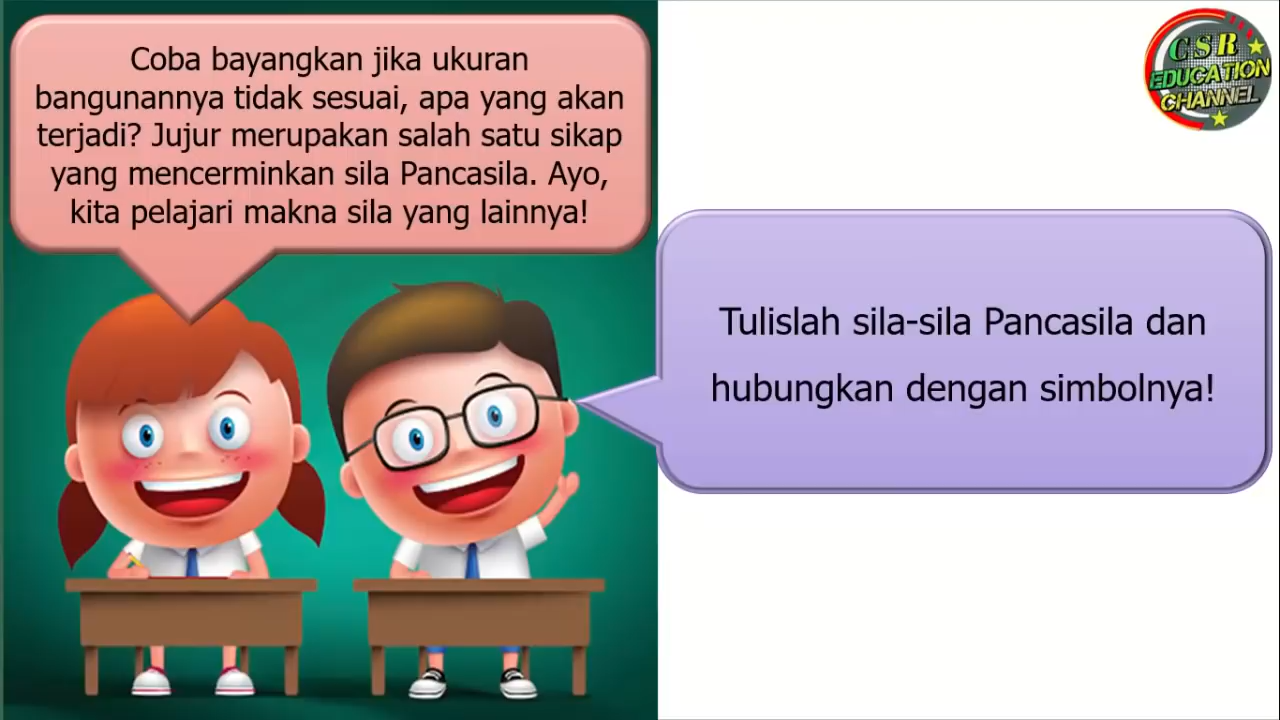 Coba bayangkan jika ukuran
bangunannya tidak sesuai, apa yang akan
terjadi? Jujur merupakan salah satu sikap
yang mencerminkan sila Pancasila. Ayo,
kita pelajari makna sila yang lainnya!
CSR
EDUCATION
CHANNEL
Tulislah sila-sila Pancasila dan
hubungkan dengan simbolnya!